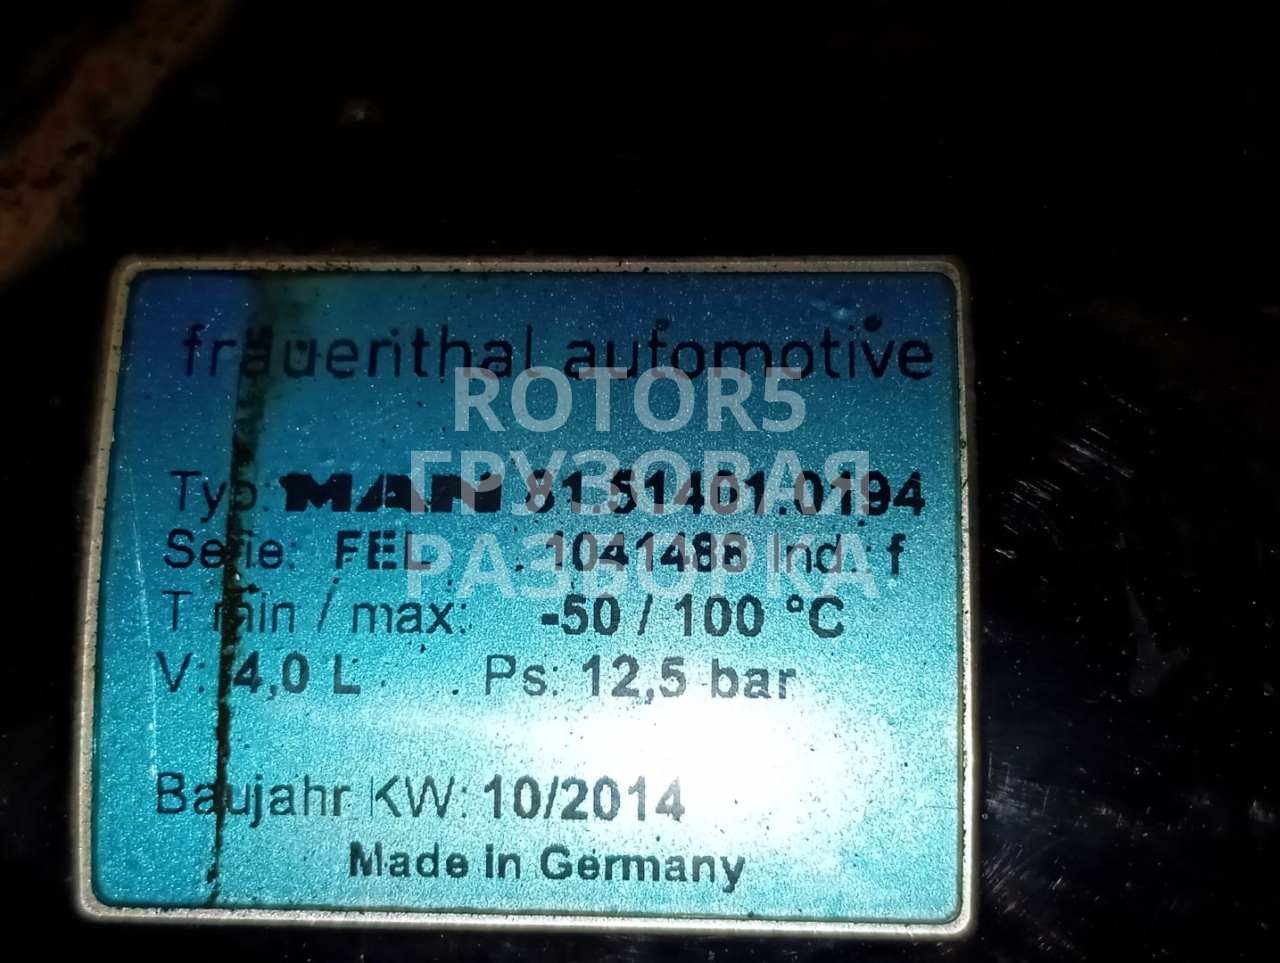 frauenthal automotive
ROTOR5
ГРУЗОВАЯ
РАЗБОРКА
Typ: MAN 81.51401.0194
Serie: FEL 1041488 Ind.: f
T min / max: -50 / 100 °C
V: 4,0 L Ps: 12,5 bar
Baujahr KW: 10/2014
Made in Germany